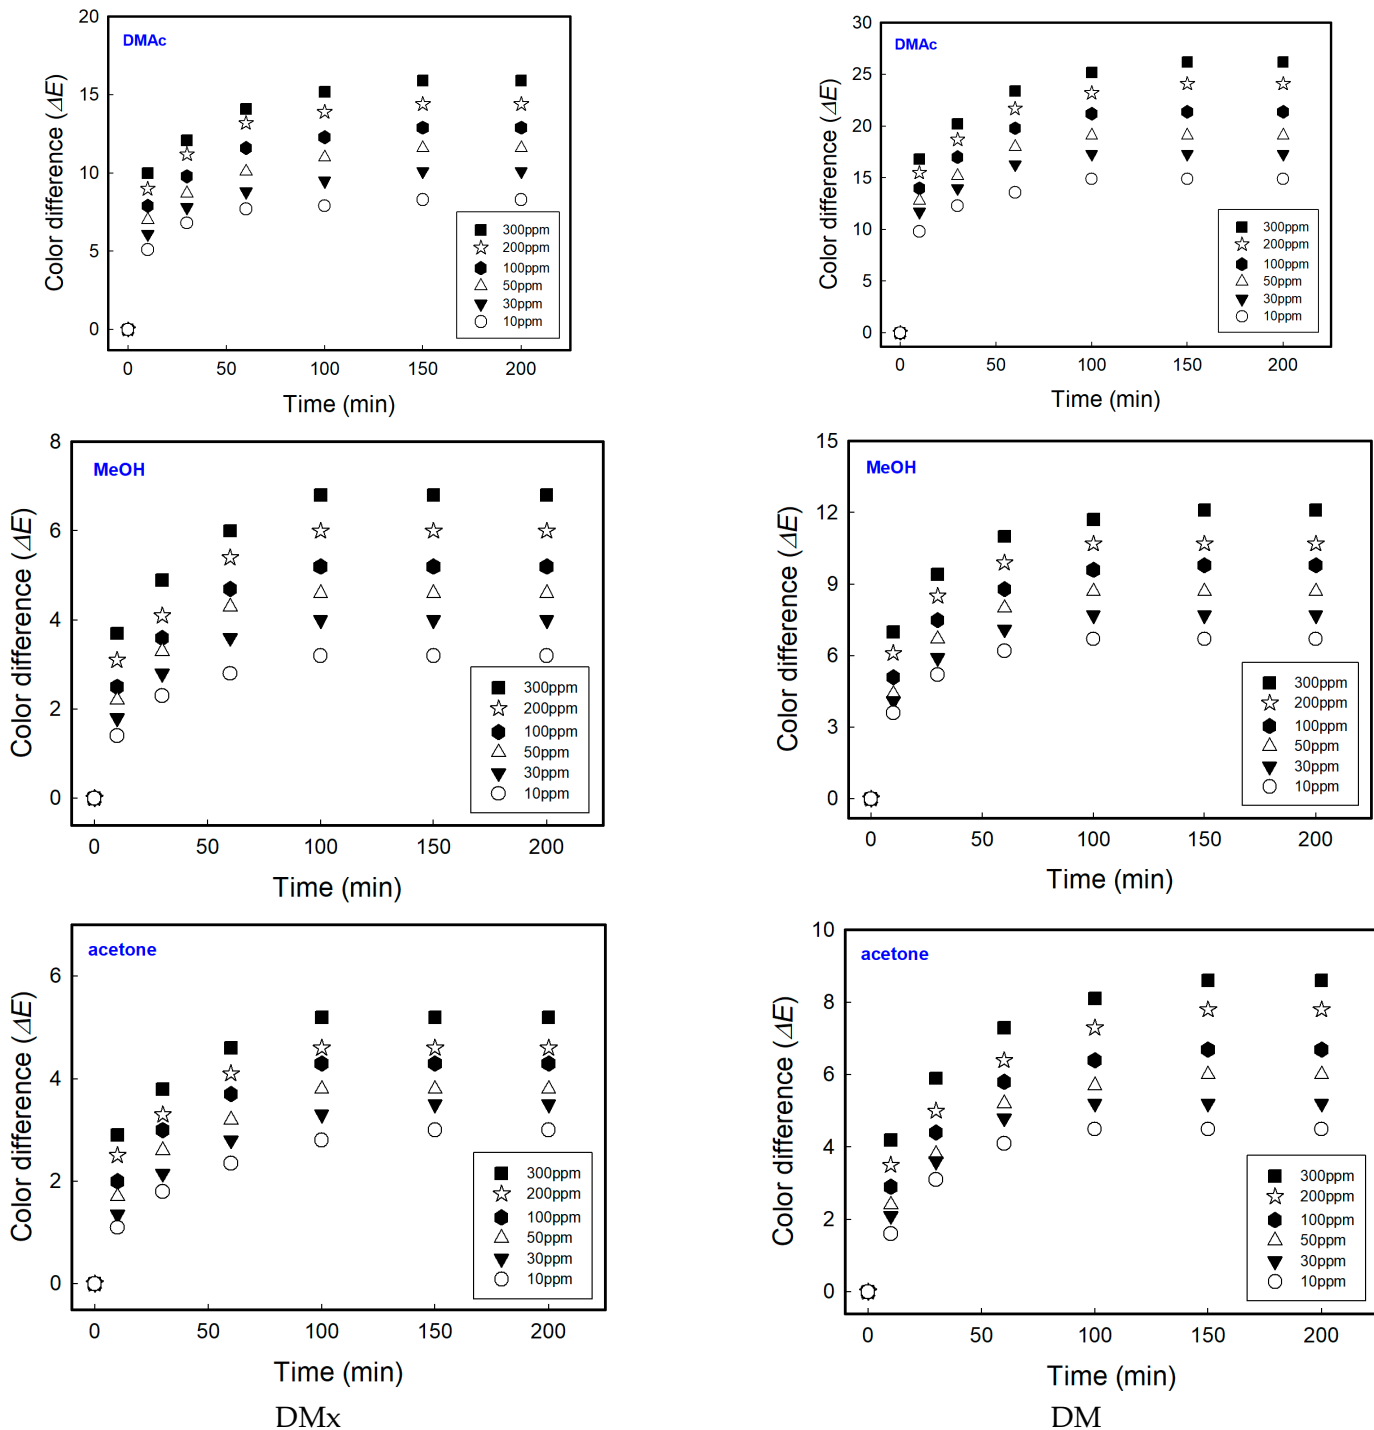 DMAc
Color difference (ΔE)
20
15
10
5
0
0 50 100 150 200
Time (min)
300ppm
200ppm
100ppm
50ppm
30ppm
10ppm
DMAc
Color difference (ΔE)
30
25
20
15
10
5
0
0 50 100 150 200
Time (min)
300ppm
200ppm
100ppm
50ppm
30ppm
10ppm
MeOH
Color difference (ΔE)
8
6
4
2
0
0 50 100 150 200
Time (min)
300ppm
200ppm
100ppm
50ppm
30ppm
10ppm
MeOH
Color difference (ΔE)
15
12
9
6
3
0
0 50 100 150 200
Time (min)
300ppm
200ppm
100ppm
50ppm
30ppm
10ppm
acetone
Color difference (ΔE)
6
4
2
0
0 50 100 150 200
Time (min)
300ppm
200ppm
100ppm
50ppm
30ppm
10ppm
DMx
acetone
Color difference (ΔE)
10
8
6
4
2
0
0 50 100 150 200
Time (min)
300ppm
200ppm
100ppm
50ppm
30ppm
10ppm
DM